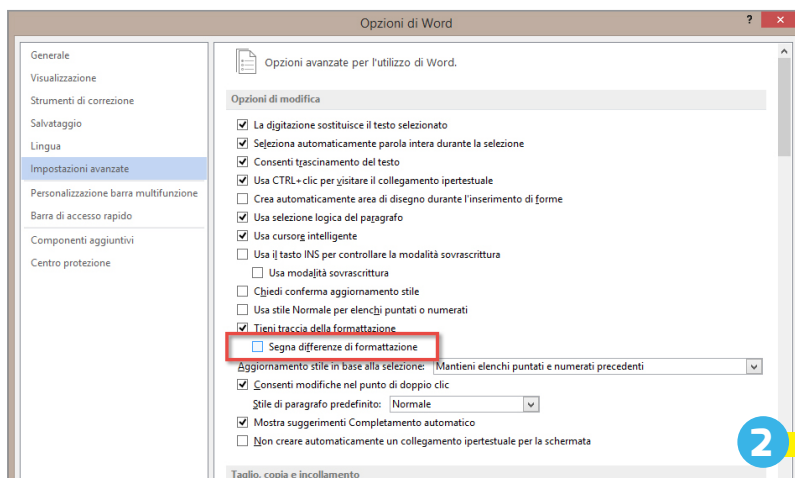 Opzioni di Word
?
×
Generale
Visualizzazione
Strumenti di correzione
Salvataggio
Lingua
Impostazioni avanzate
Personalizzazione barra multifunzione
Barra di accesso rapido
Componenti aggiuntivi
Centro protezione
Opzioni avanzate per l'utilizzo di Word.
Opzioni di modifica
La digitazione sostituisce il testo selezionato
Seleziona automaticamente parola intera durante la selezione
Consenti trascinamento del testo
Usa CTRL+clic per visitare il collegamento ipertestuale
Crea automaticamente area di disegno durante l'inserimento di forme
Usa selezione logica del paragrafo
Usa cursore intelligente
Usa il tasto INS per controllare la modalità sovrascrittura
Usa modalità sovrascrittura
Chiedi conferma aggiornamento stile
Usa stile Normale per elenchi puntati o numerati
Tieni traccia della formattazione
Segna differenze di formattazione
Aggiornamento stile in base alla selezione: Mantieni elenchi puntati e numerati precedenti
Consenti modifiche nel punto di doppio clic
Stile di paragrafo predefinito: Normale
Mostra suggerimenti Completamento automatico
Non creare automaticamente un collegamento ipertestuale per la schermata
2
Taglio, copia e incollamento